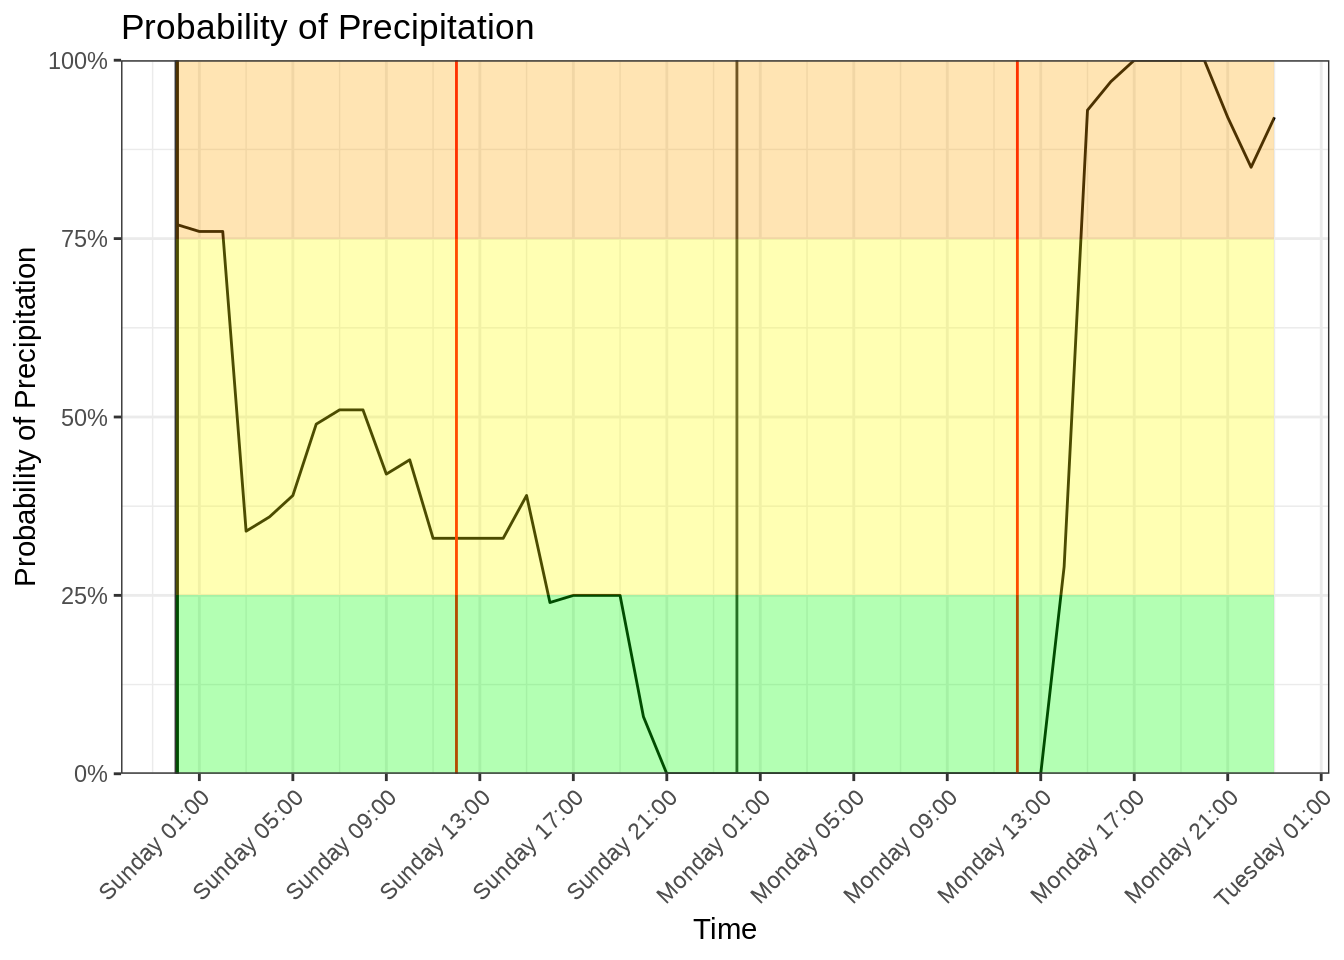 Probability of Precipitation
Probability of Precipitation
100%
75%
50%
25%
0%
Sunday 01:00
Sunday 05:00
Sunday 09:00
Sunday 13:00
Sunday 17:00
Sunday 21:00
Monday 01:00
Monday 05:00
Monday 09:00
Monday 13:00
Monday 17:00
Monday 21:00
Tuesday 01:00
Time